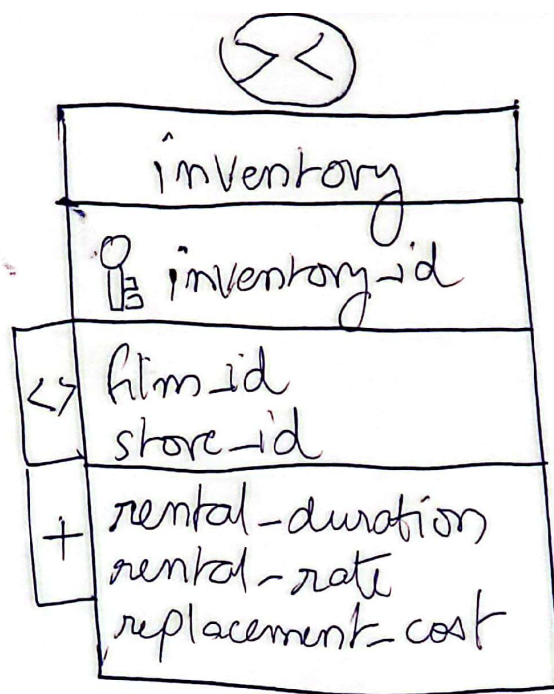 ><
inventory
inventory_id
<> film_id
store_id
+ rental_duration
rental_rate
replacement_cost